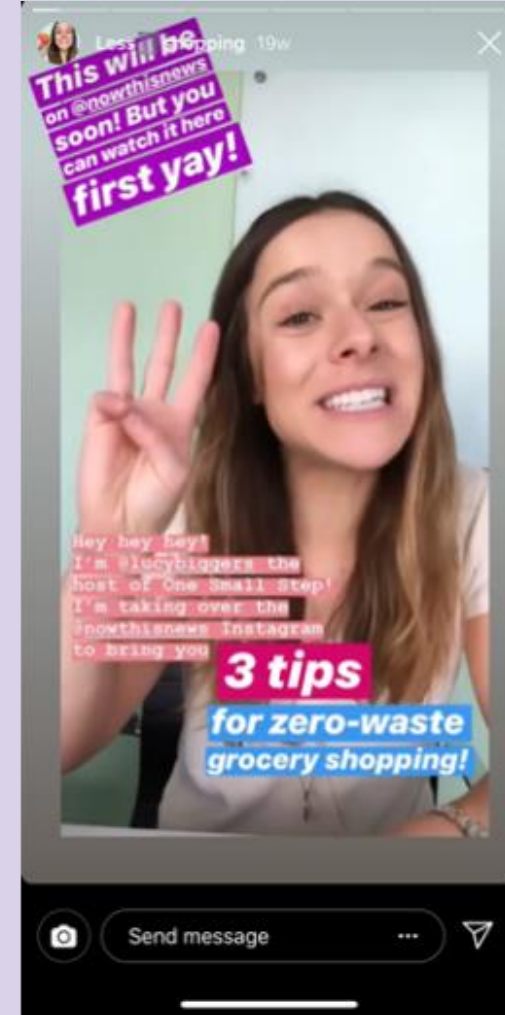 shopping 19w
This will be
on @nowthisnews
soon! But you
can watch it here
first yay!
Hey hey hey!
I'm @lucybiggers the
host of One Small Step!
I'm taking over the
@nowthisnews Instagram
to bring you
3 tips
for zero-waste
grocery shopping!
Send message